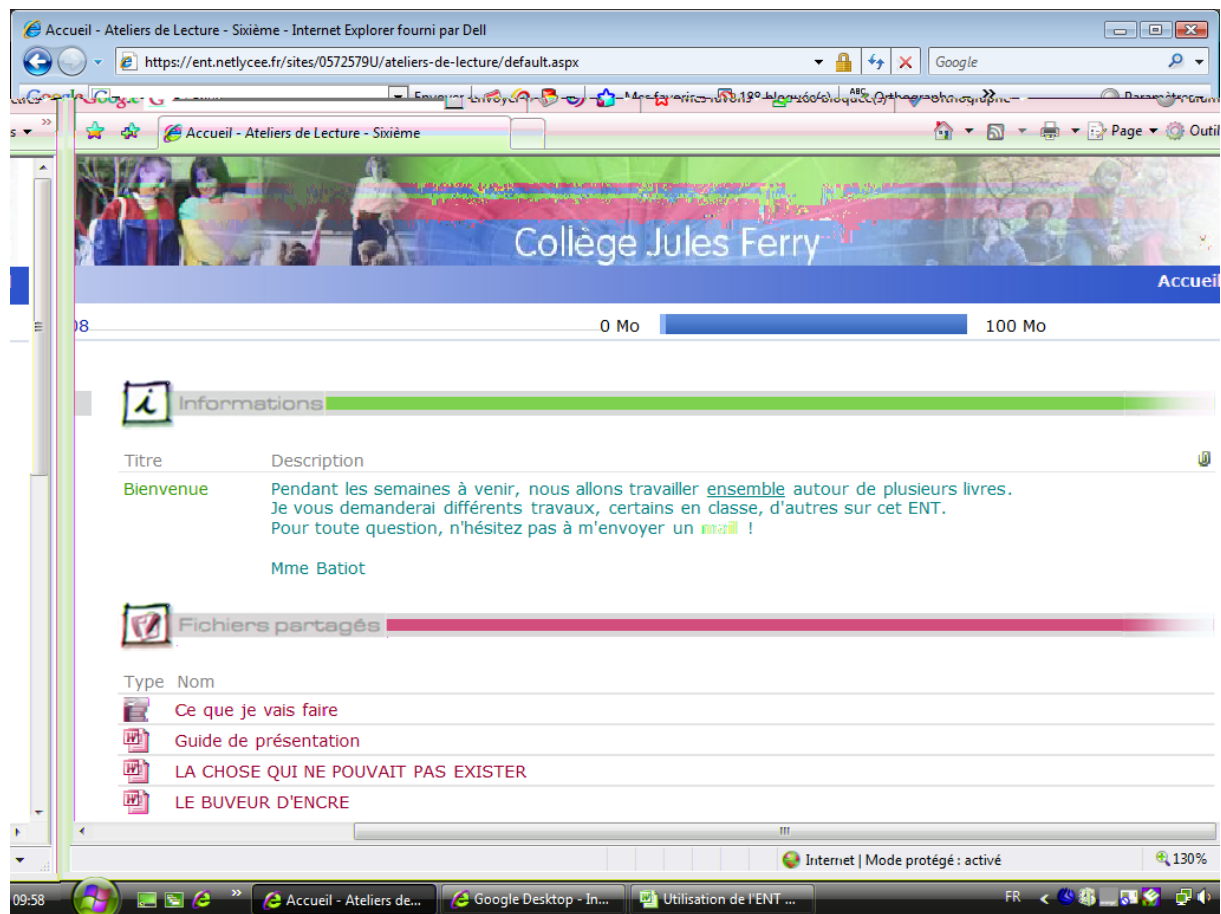 Accueil - Ateliers de Lecture - Sixième - Internet Explorer fourni par Dell
https://ent.netlycee.fr/sites/0572579U/ateliers-de-lecture/default.aspx
Google
Accueil - Ateliers de Lecture - Sixième
Page
Outil
Collège Jules Ferry
Accueil
08
0 Mo
100 Mo
Informations
Titre Description
Bienvenue Pendant les semaines à venir, nous allons travailler ensemble autour de plusieurs livres.
Je vous demanderai différents travaux, certains en classe, d'autres sur cet ENT.
Pour toute question, n'hésitez pas à m'envoyer un mail !
Mme Batiot
Fichiers partagés
Type Nom
Ce que je vais faire
Guide de présentation
LA CHOSE QUI NE POUVAIT PAS EXISTER
LE BUVEUR D'ENCRE
Internet | Mode protégé : activé
130%
09:58
Accueil - Ateliers de...
Google Desktop - In...
Utilisation de l'ENT ...
FR